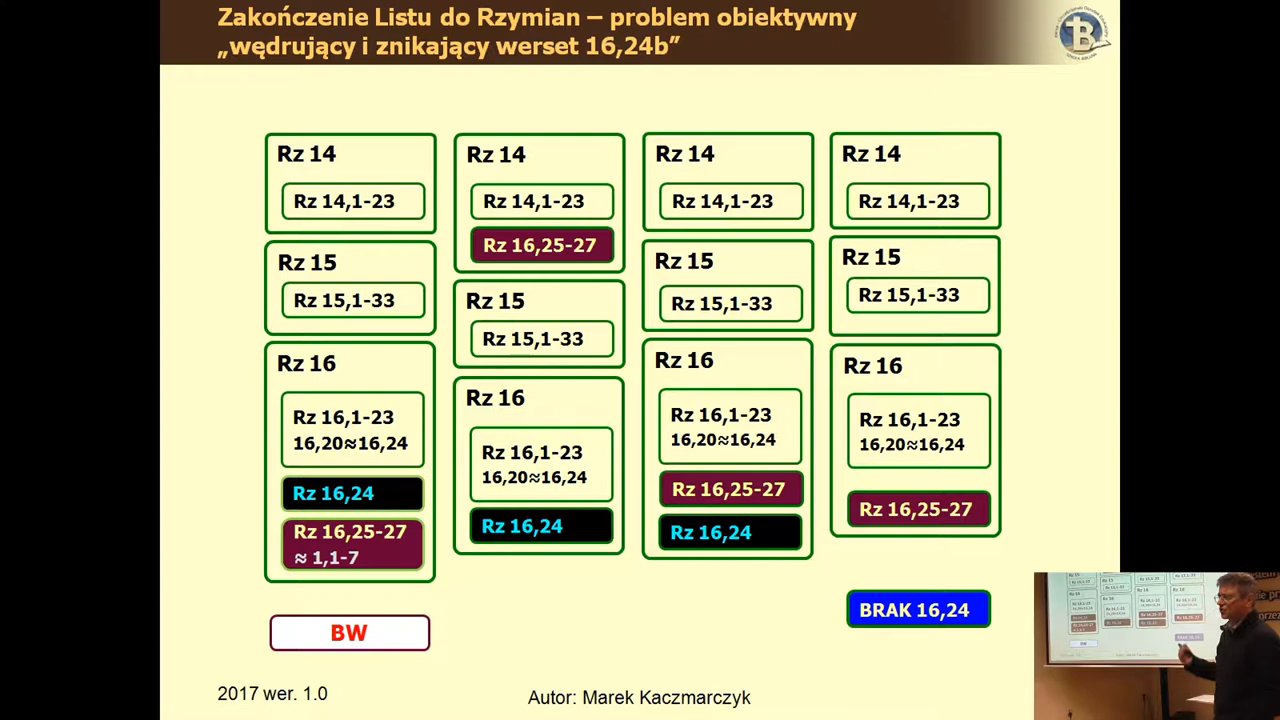 Zakończenie Listu do Rzymian – problem obiektywny
„wędrujący i znikający werset 16,24b”
Rz 14
Rz 14,1-23
Rz 15
Rz 15,1-33
Rz 16
Rz 16,1-23
16,20≈16,24
Rz 16,24
Rz 16,25-27
≈ 1,1-7
BW
Rz 14
Rz 14,1-23
Rz 16,25-27
Rz 15
Rz 15,1-33
Rz 16
Rz 16,1-23
16,20≈16,24
Rz 16,24
Rz 14
Rz 14,1-23
Rz 15
Rz 15,1-33
Rz 16
Rz 16,1-23
16,20≈16,24
Rz 16,25-27
Rz 16,24
Rz 14
Rz 14,1-23
Rz 15
Rz 15,1-33
Rz 16
Rz 16,1-23
16,20≈16,24
Rz 16,25-27
BRAK 16,24
2017 wer. 1.0
Autor: Marek Kaczmarczyk